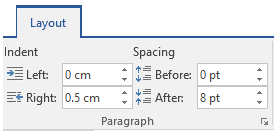 Layout
Indent Spacing
Left: 0 cm Before: 0 pt
Right: 0.5 cm After: 8 pt
Paragraph